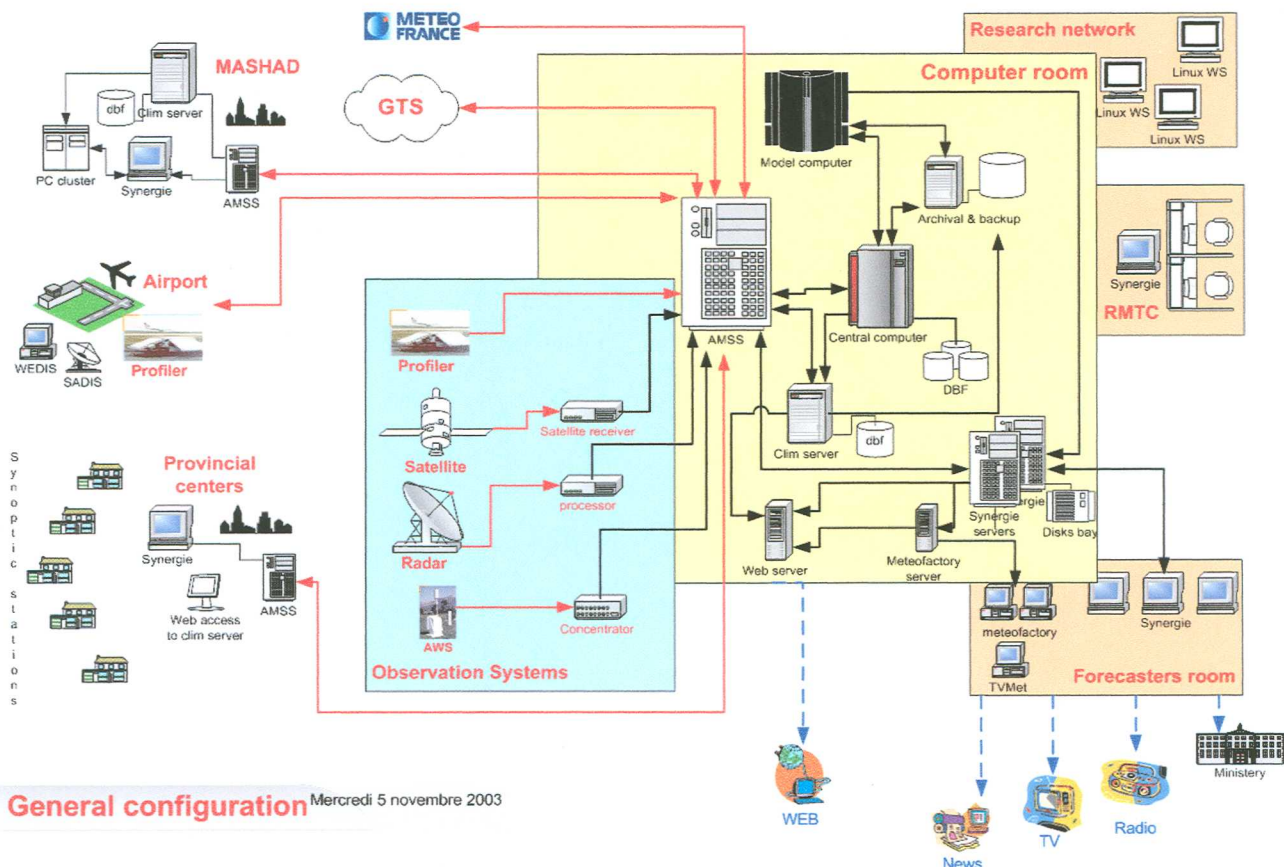 METEO
FRANCE
Research network
MASHAD
Computer room
Linux WS
dbf
Clim server
GTS
Linux WS
Linux WS
Model computer
PC cluster
Synergie
AMSS
Archival & backup
Synergie
Airport
RMTC
AMSS
Central computer
WEDIS
SADIS
Profiler
Profiler
DBF
Satellite receiver
dbf
Clim server
Synoptic stations
Provincial
centers
Satellite
processor
Synergie
servers
Disks bay
Synergie
Radar
Web server
Meteofactory
server
AMSS
Web access
to clim server
Concentrator
meteofactory
Synergie
AWS
Observation Systems
TVMet
Forecasters room
Ministery
General configuration
Mercredi 5 novembre 2003
WEB
News
TV
Radio